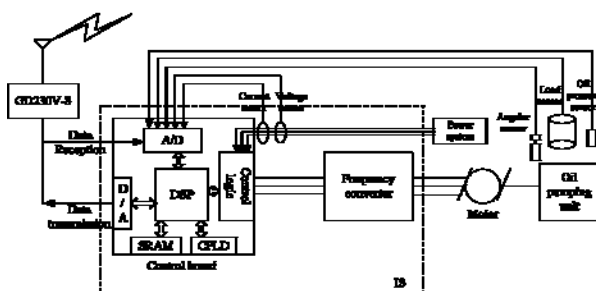 GD230V-8
Data
Reception
Data
transmission
A/D
D
/
A
DSP
Control
logic
SRAM
CPLD
Control board
Current
sensor
Voltage
sensor
Power
system
Frequency
converter
Motor
Oil
pumping
unit
Angular
sensor
Load
sensor
Oil
pressure
sensor